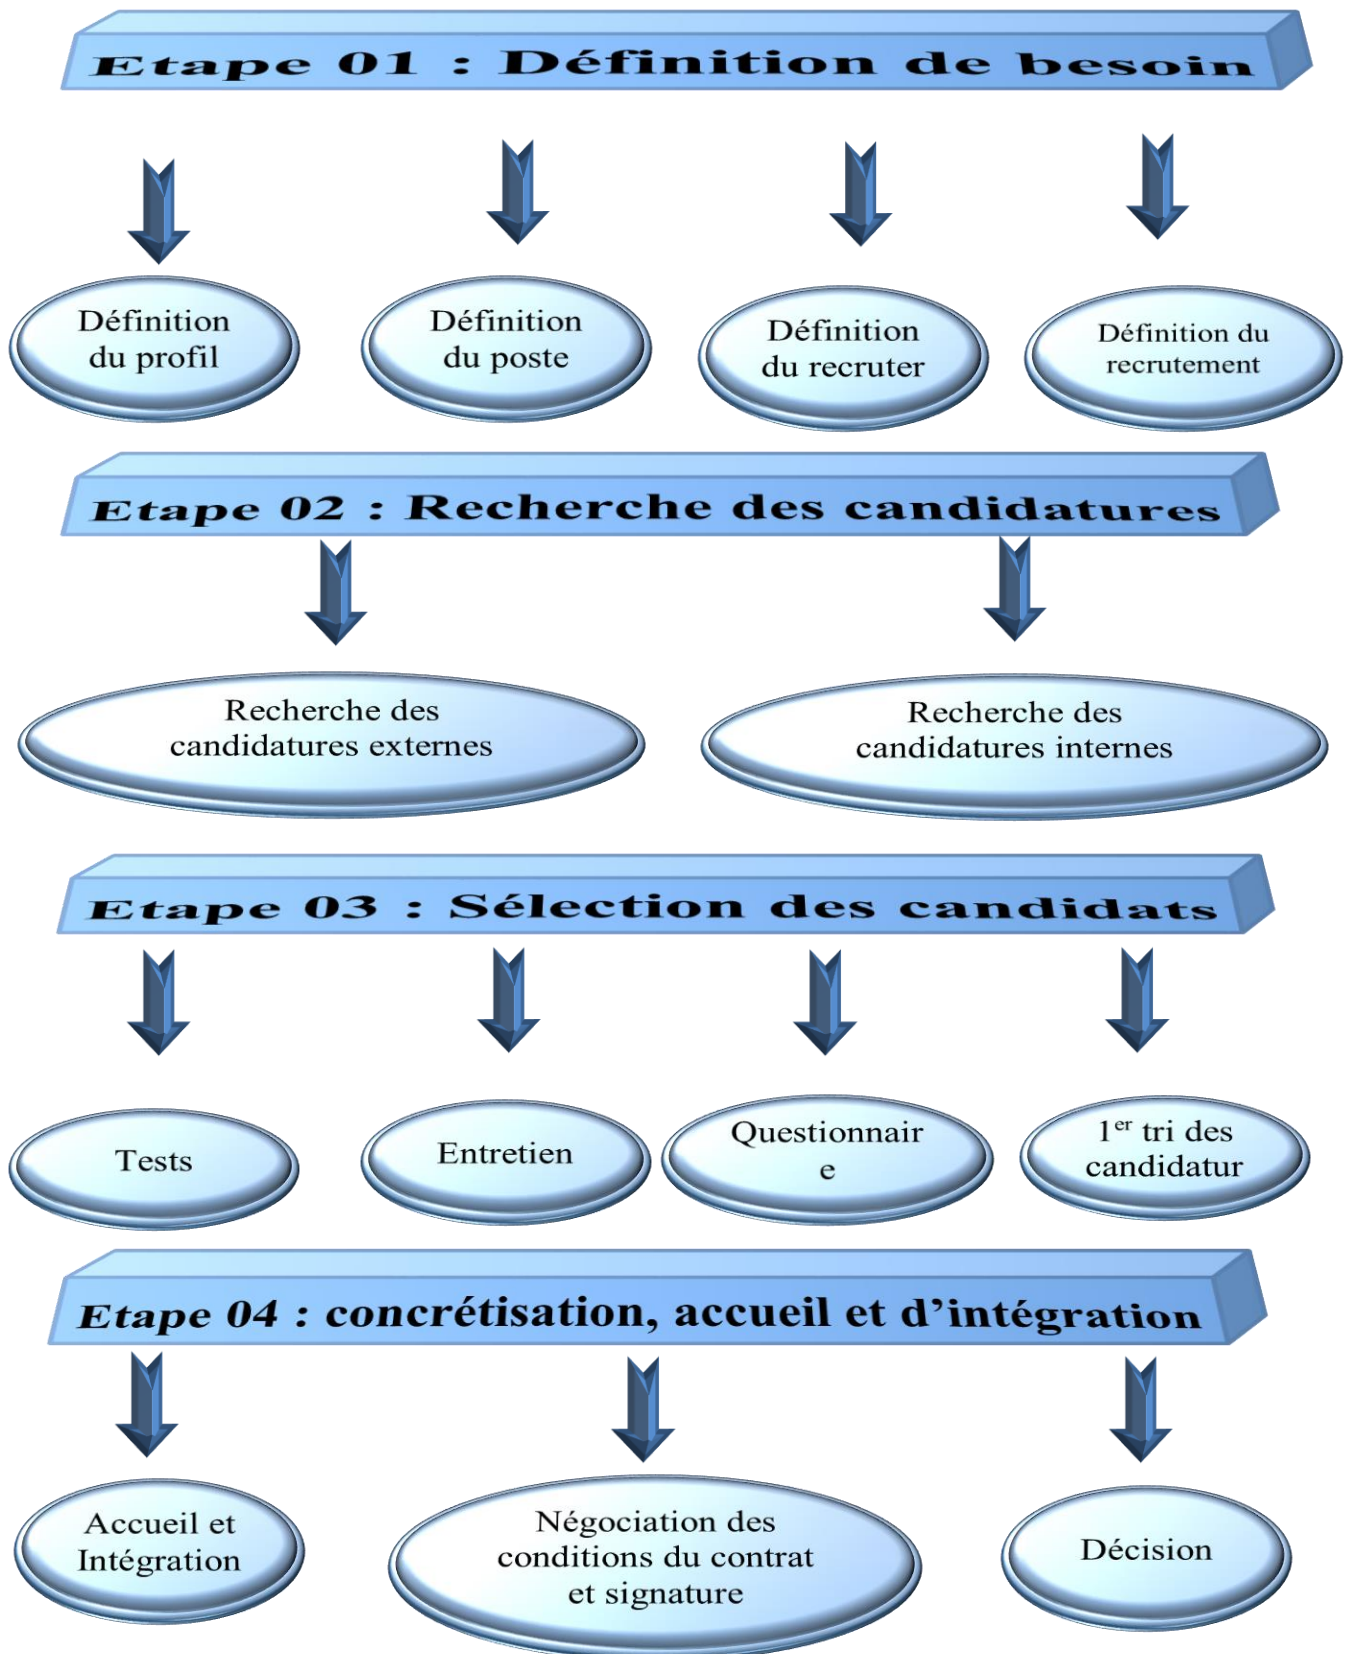 Etape 01 : Définition de besoin
Définition
du profil
Définition
du poste
Définition
du recruter
Définition du
recrutement
Etape 02 : Recherche des candidatures
Recherche des
candidatures externes
Recherche des
candidatures internes
Etape 03 : Sélection des candidats
Tests
Entretien
Questionnair
e
1er tri des
candidatur
Etape 04 : concrétisation, accueil et d’intégration
Accueil et
Intégration
Négociation des
conditions du contrat
et signature
Décision